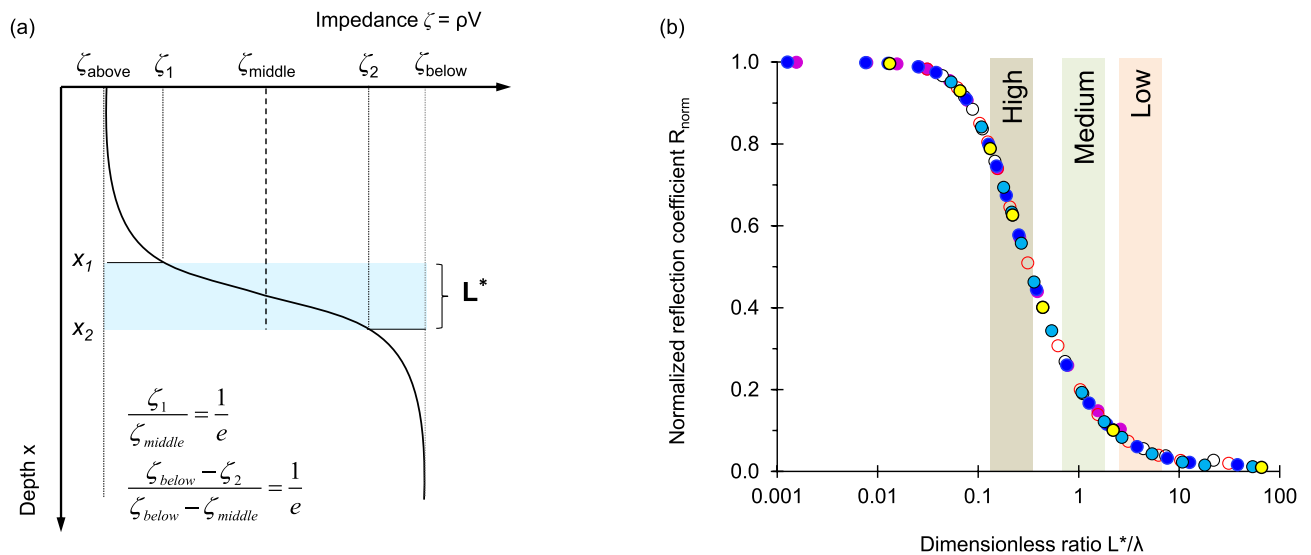 (a)
Impedance ζ = ρV
ζabove ζ1 ζmiddle ζ2 ζbelow
x1
L*
x2
ζ1 / ζmiddle = 1 / e
ζbelow − ζ2 / ζbelow − ζmiddle = 1 / e
Depth x
(b)
Normalized reflection coefficient Rnorm
1.0
0.8
0.6
0.4
0.2
0.0
High
Medium
Low
0.001 0.01 0.1 1 10 100
Dimensionless ratio L*/λ